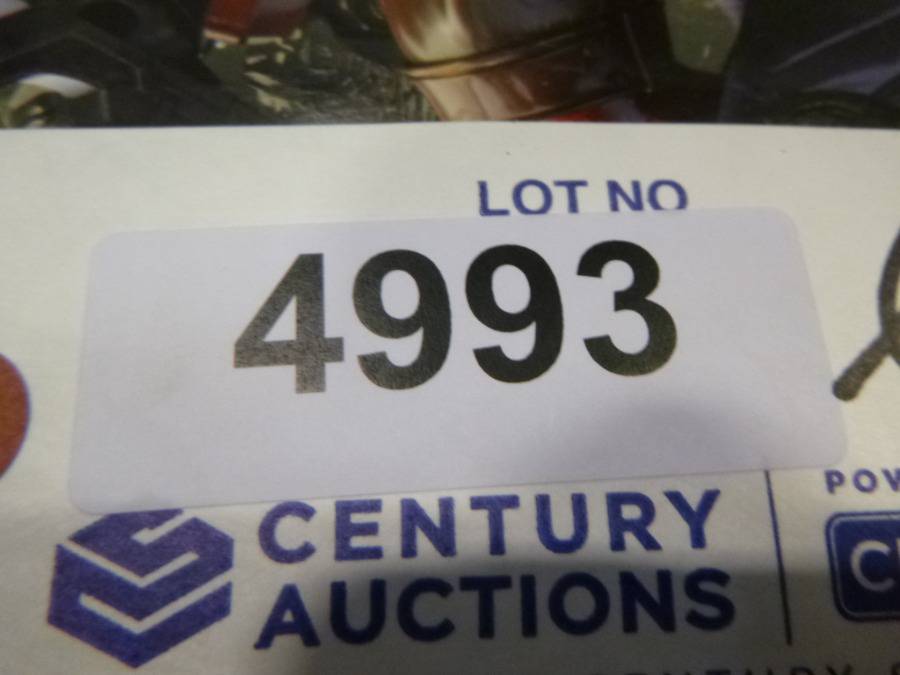 LOT NO
4993
CENTURY
AUCTIONS